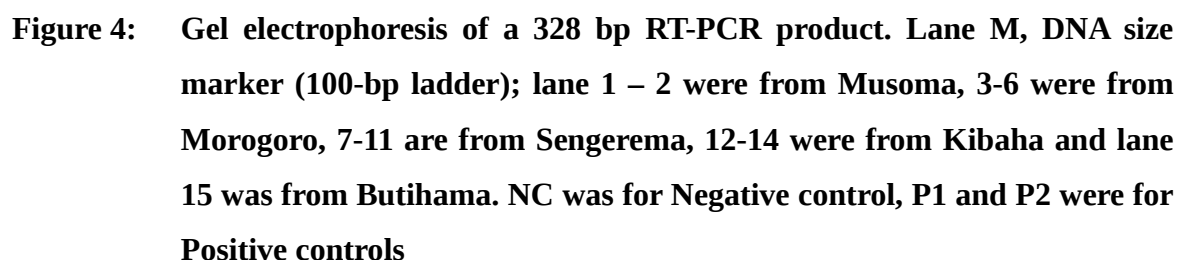 Figure 4: Gel electrophoresis of a 328 bp RT-PCR product. Lane M, DNA size
marker (100-bp ladder); lane 1 – 2 were from Musoma, 3-6 were from
Morogoro, 7-11 are from Sengerema, 12-14 were from Kibaha and lane
15 was from Butihama. NC was for Negative control, P1 and P2 were for
Positive controls